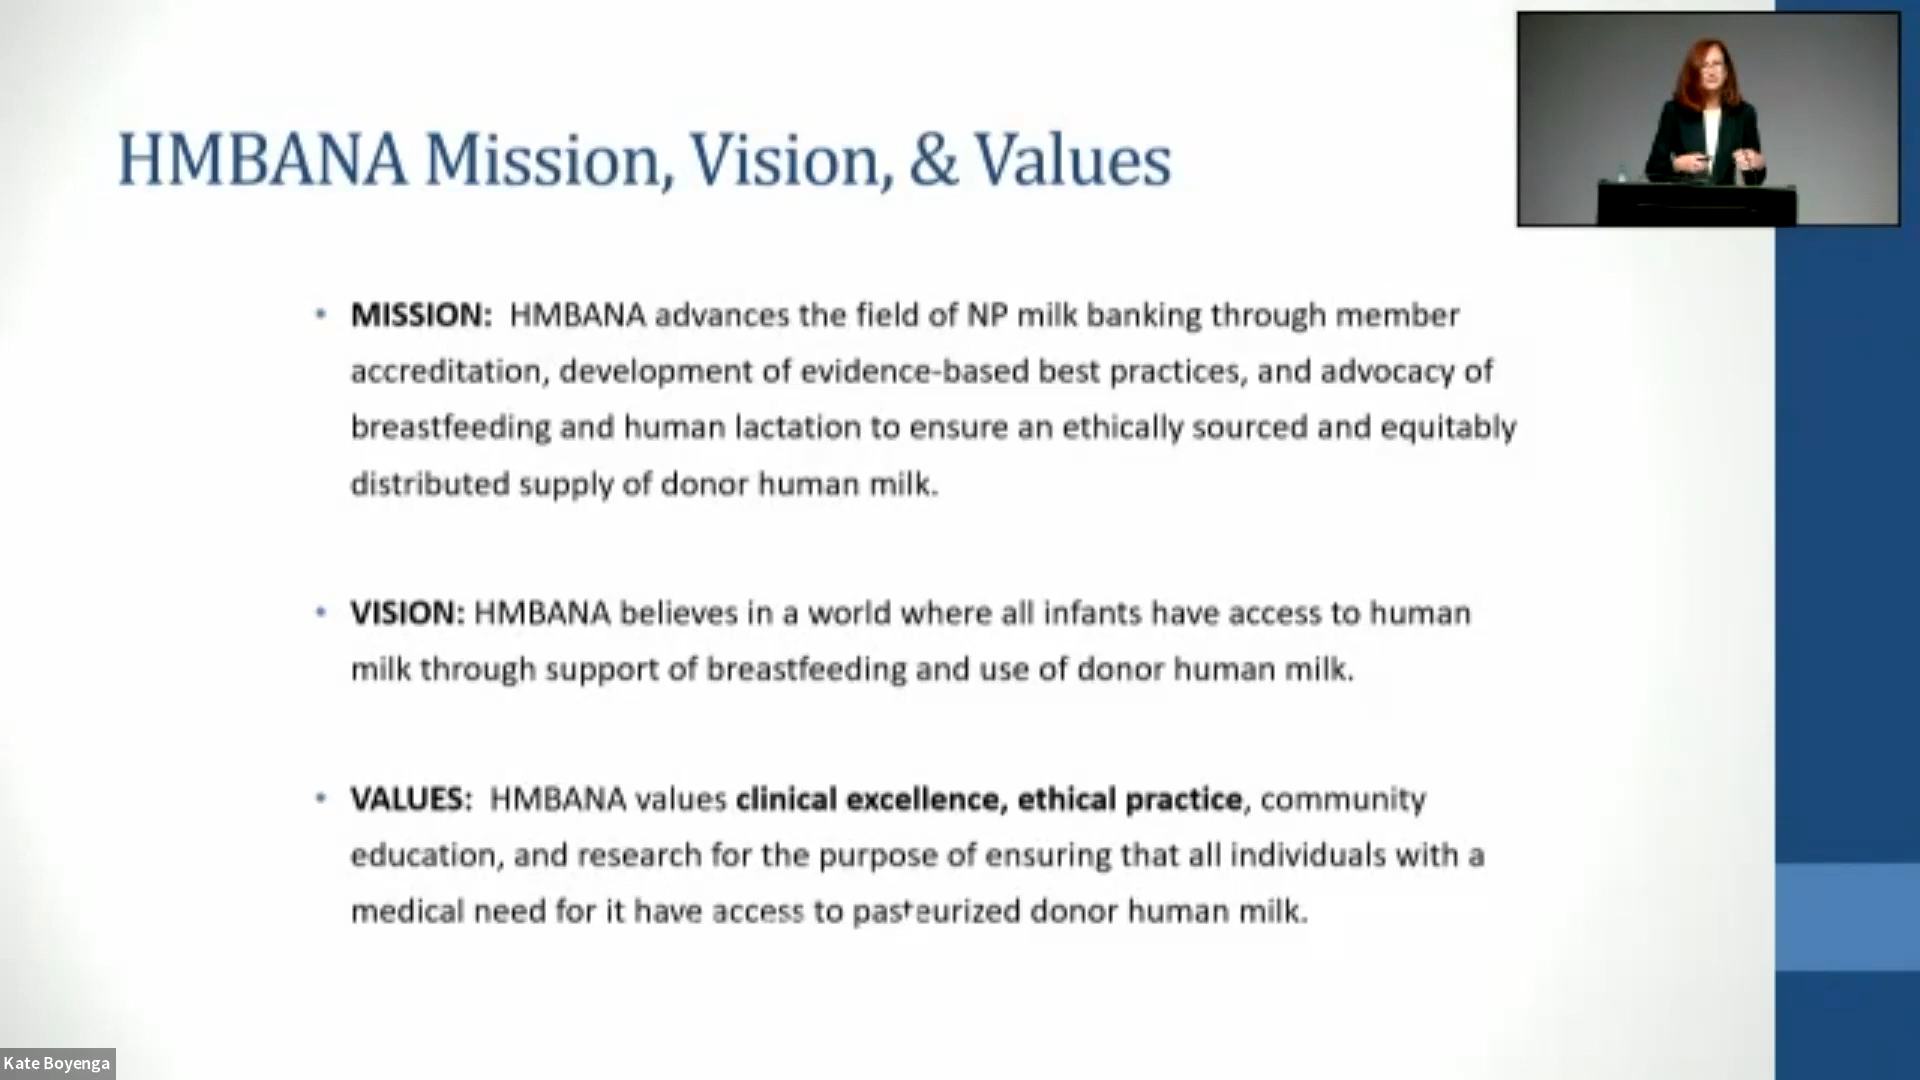 HMBANA Mission, Vision, & Values
• MISSION: HMBANA advances the field of NP milk banking through member
accreditation, development of evidence-based best practices, and advocacy of
breastfeeding and human lactation to ensure an ethically sourced and equitably
distributed supply of donor human milk.
• VISION: HMBANA believes in a world where all infants have access to human
milk through support of breastfeeding and use of donor human milk.
• VALUES: HMBANA values clinical excellence, ethical practice, community
education, and research for the purpose of ensuring that all individuals with a
medical need for it have access to pasteurized donor human milk.
Kate Boyenga